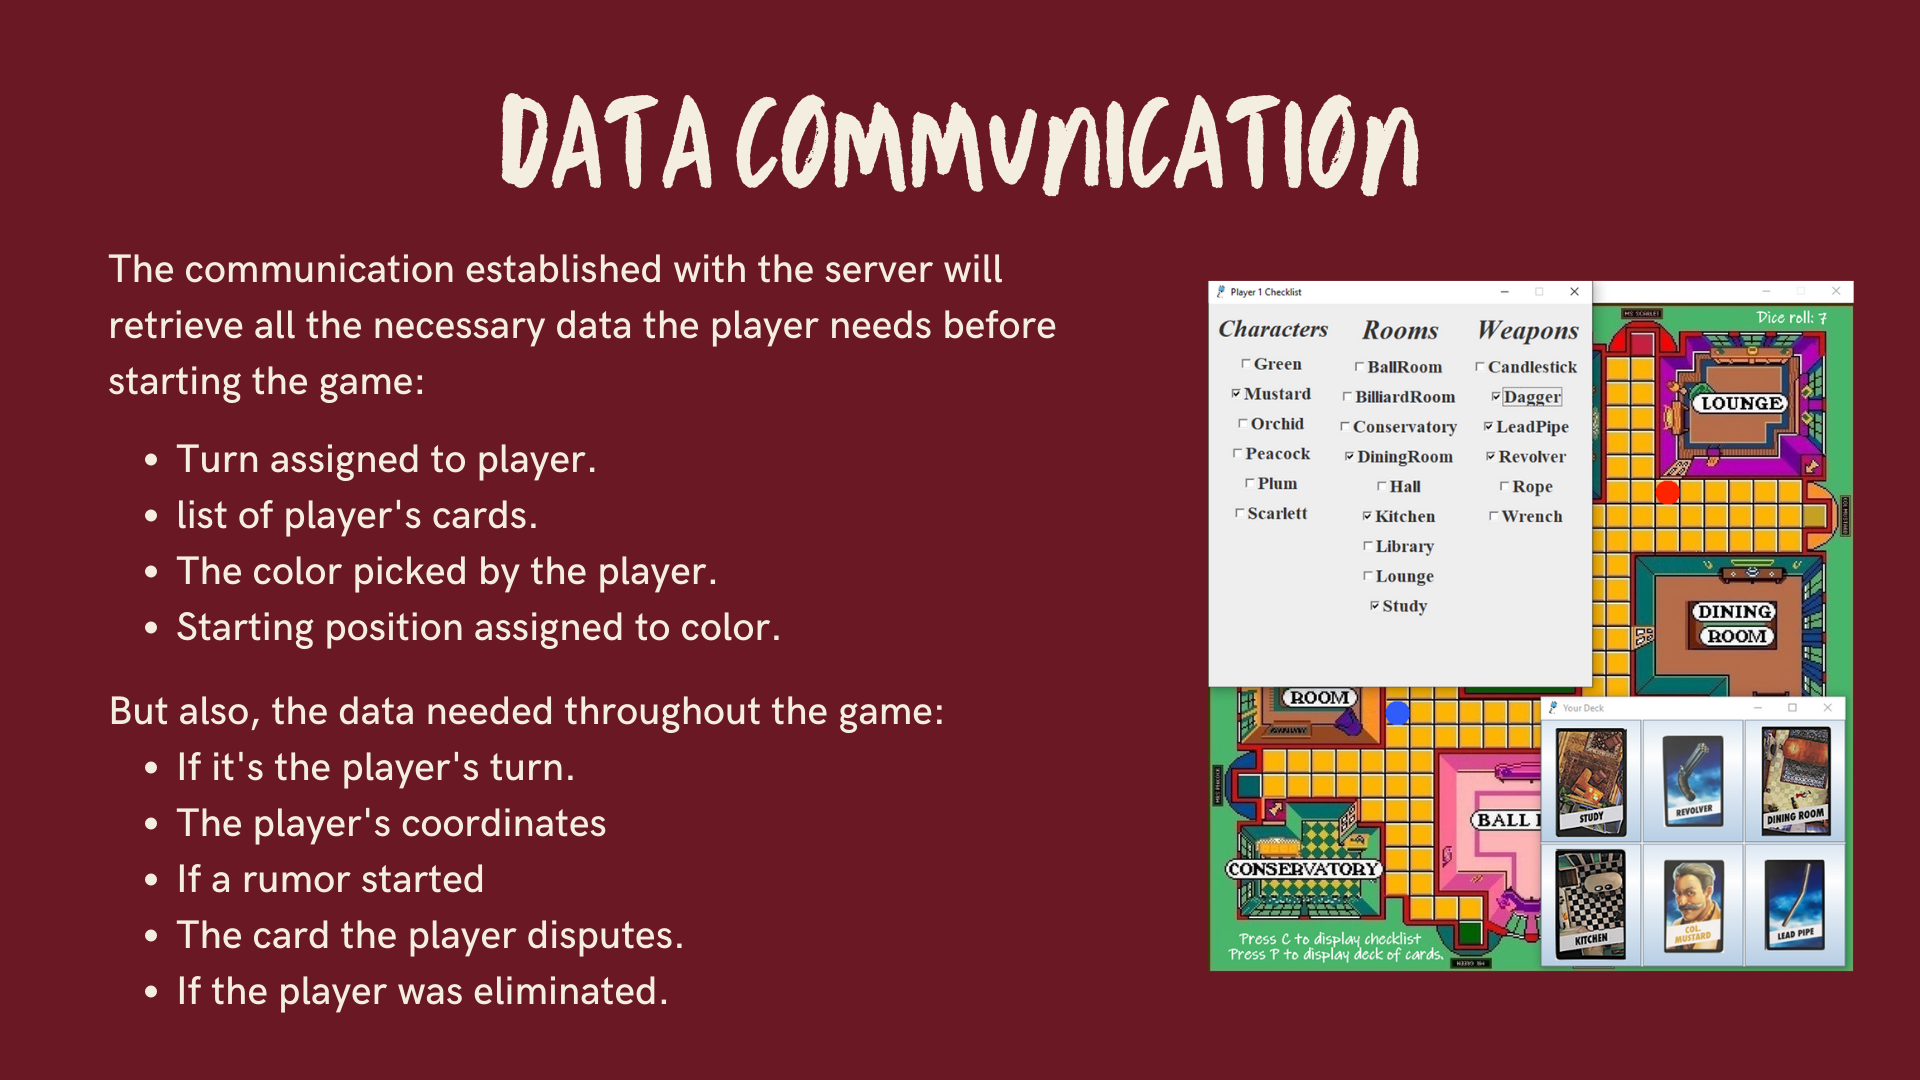 DATA COMMUNICATION
The communication established with the server will
retrieve all the necessary data the player needs before
starting the game:
• Turn assigned to player.
• list of player's cards.
• The color picked by the player.
• Starting position assigned to color.
But also, the data needed throughout the game:
• If it's the player's turn.
• The player's coordinates
• If a rumor started
• The card the player disputes.
• If the player was eliminated.
Player 1 Checklist
Characters
Green
Mustard
Orchid
Peacock
Plum
Scarlett
Rooms
BallRoom
BilliardRoom
Conservatory
DiningRoom
Hall
Kitchen
Library
Lounge
Study
Weapons
Candlestick
Dagger
LeadPipe
Revolver
Rope
Wrench
MS SCARLET
Dice roll: 7
LOUNGE
DINING
ROOM
ROOM
BALL
CONSERVATORY
Press C to display checklist
Press P to display deck of cards.
Your Deck
STUDY
REVOLVER
DINING ROOM
KITCHEN
COL.
MUSTARD
LEAD PIPE